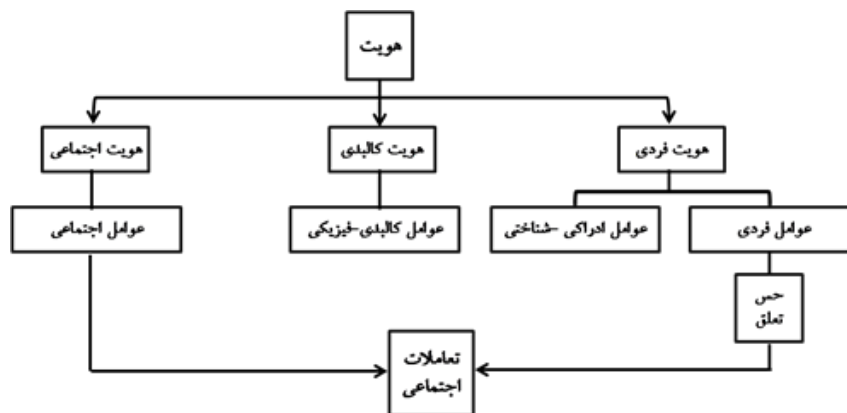 هویت
هویت فردی
هویت کالبدی
هویت اجتماعی
عوامل فردی
عوامل ادراکی -شناختی
عوامل کالبدی-فیزیکی
عوامل اجتماعی
حس
تعلق
تعاملات
اجتماعی